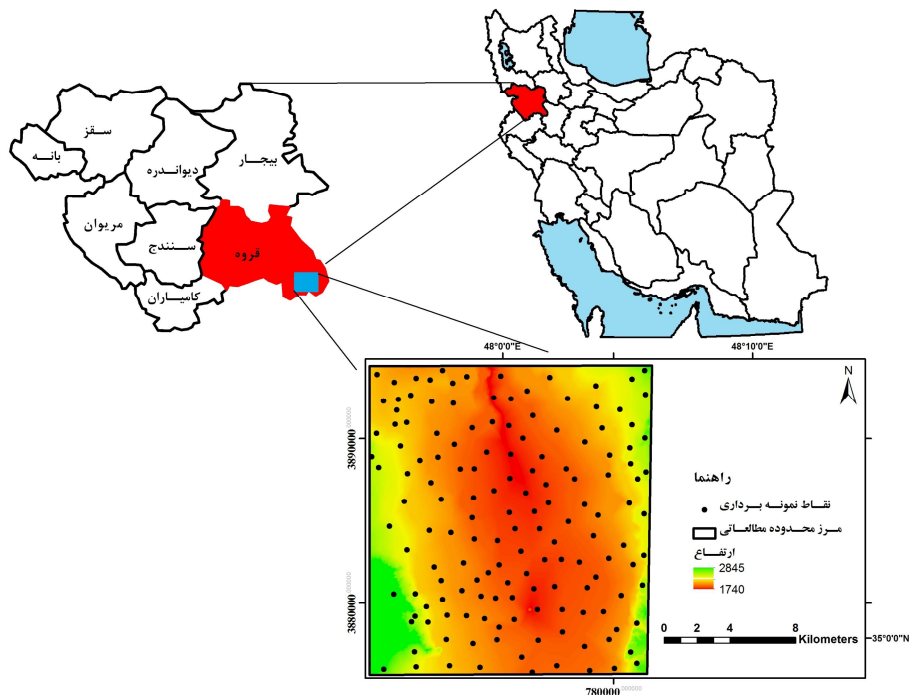 سقز
بانه
دیواندره
بیجار
مریوان
سنندج
قروه
کامیاران
48°0'0"E
48°10'0"E
N
3890000
3880000
780000
35°0'0"N
راهنما
نقاط نمونه برداری
مرز محدوده مطالعاتی
ارتفاع
2845
1740
0 2 4 8
Kilometers